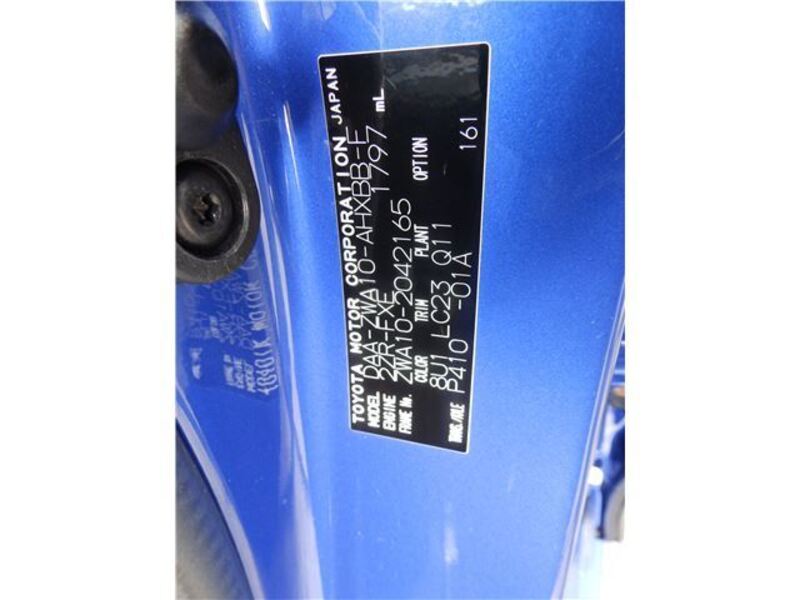 TOYOTA MOTOR CORPORATION JAPAN
MODEL DAA-ZWA10-AHXBB-E
ENGINE 2ZR-FXE 1797 mL
FRAME No. ZWA10-2042165
COLOR TRIM PLANT OPTION
8U1 LC23 Q11
TRNS./AXLE P410 -01A 161